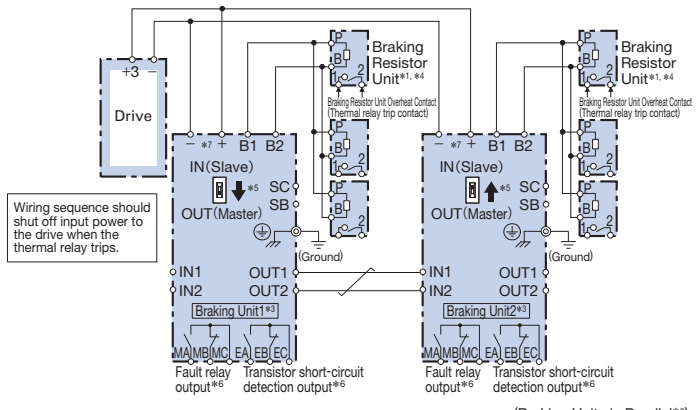 +3 −
Drive
P
B
1 2
Braking
Resistor
Unit*1, *4
Braking Resistor Unit Overheat Contact
(Thermal relay trip contact)
P
B
1 2
P
B
1 2
− *7 + B1 B2
IN(Slave)
*5
OUT(Master)
SC
SB
(Ground)
IN1 OUT1
IN2 OUT2
Braking Unit1*3
MA MB MC EA EB EC
Fault relay
output*6
Transistor short-circuit
detection output*6
Wiring sequence should
shut off input power to
the drive when the
thermal relay trips.
P
B
1 2
Braking
Resistor
Unit*1, *4
Braking Resistor Unit Overheat Contact
(Thermal relay trip contact)
P
B
1 2
P
B
1 2
− *7 + B1 B2
IN(Slave)
*5
OUT(Master)
SC
SB
(Ground)
IN1 OUT1
IN2 OUT2
Braking Unit2*3
MA MB MC EA EB EC
Fault relay
output*6
Transistor short-circuit
detection output*6